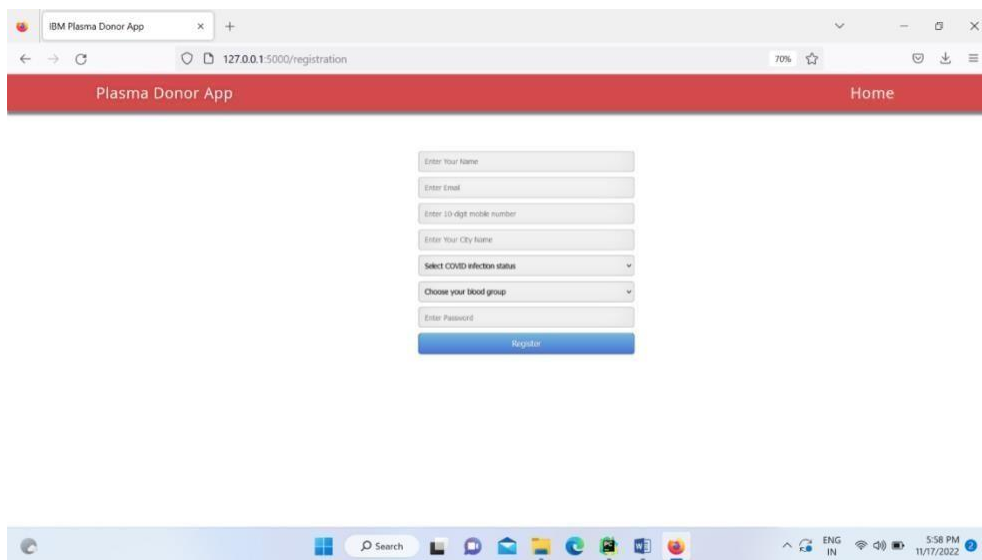 IBM Plasma Donor App
127.0.0.1:5000/registration
70%
Plasma Donor App
Home
Enter Your Name
Enter Email
Enter 10-digit mobile number
Enter Your City Name
Select COVID infection status
Choose your blood group
Enter Password
Register
Search
ENG
IN
5:58 PM
11/17/2022
2